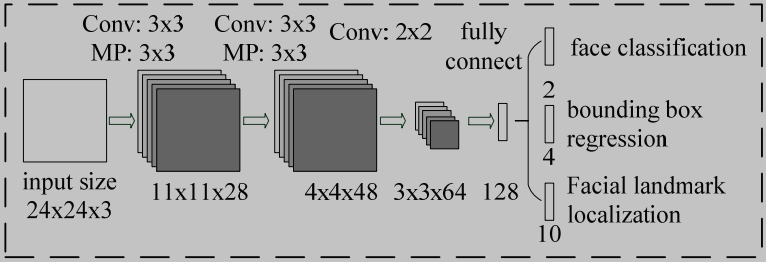 Conv: 3x3
MP: 3x3
Conv: 3x3
MP: 3x3
Conv: 2x2
fully
connect
face classification
2
bounding box
regression
4
Facial landmark
localization
10
input size
24x24x3
11x11x28
4x4x48
3x3x64
128